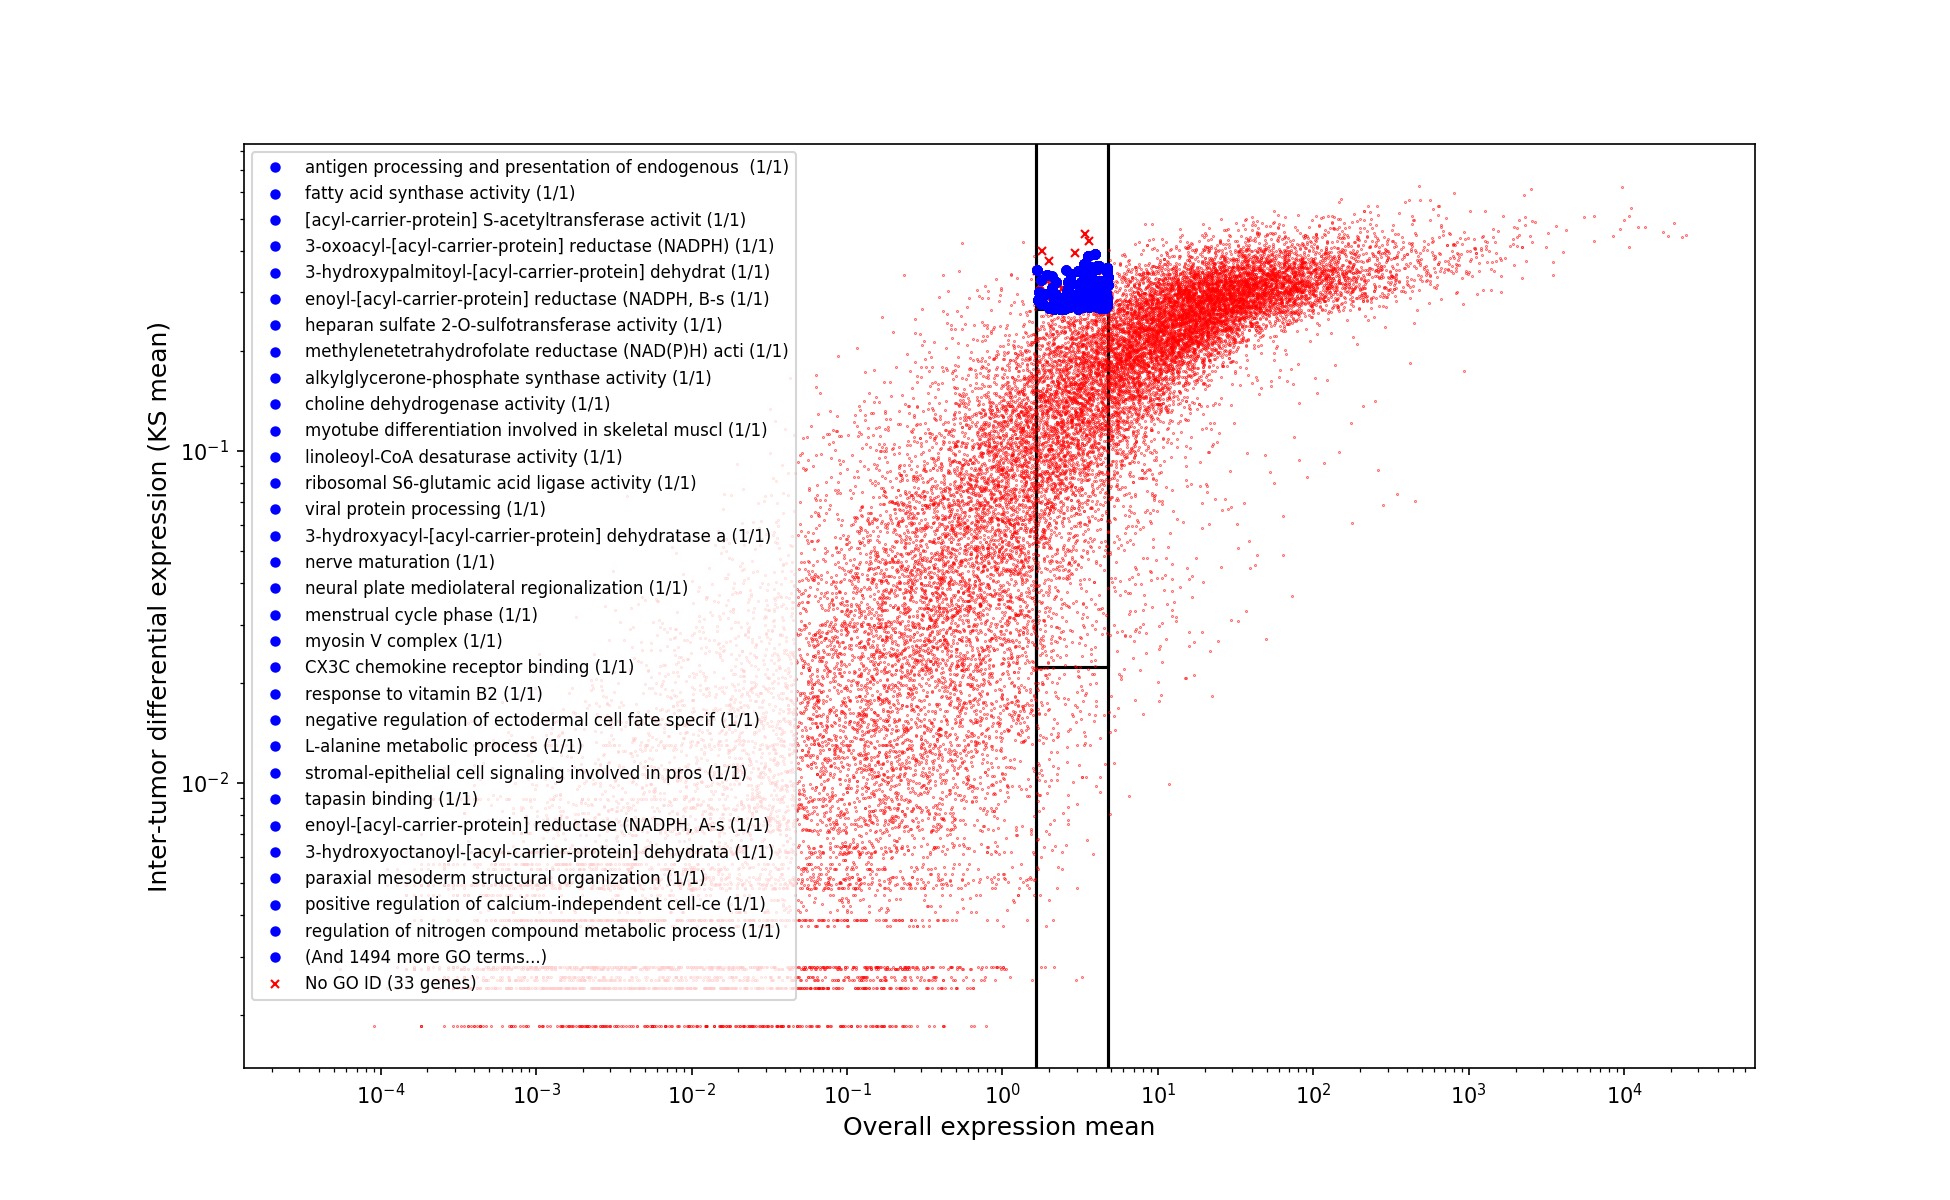 antigen processing and presentation of endogenous  (1/1)
fatty acid synthase activity (1/1)
[acyl-carrier-protein] S-acetyltransferase activit (1/1)
3-oxoacyl-[acyl-carrier-protein] reductase (NADPH) (1/1)
3-hydroxypalmitoyl-[acyl-carrier-protein] dehydrat (1/1)
enoyl-[acyl-carrier-protein] reductase (NADPH, B-s (1/1)
heparan sulfate 2-O-sulfotransferase activity (1/1)
methylenetetrahydrofolate reductase (NAD(P)H) acti (1/1)
alkylglycerone-phosphate synthase activity (1/1)
choline dehydrogenase activity (1/1)
myotube differentiation involved in skeletal muscl (1/1)
linoleoyl-CoA desaturase activity (1/1)
ribosomal S6-glutamic acid ligase activity (1/1)
viral protein processing (1/1)
3-hydroxyacyl-[acyl-carrier-protein] dehydratase a (1/1)
nerve maturation (1/1)
neural plate mediolateral regionalization (1/1)
menstrual cycle phase (1/1)
myosin V complex (1/1)
CX3C chemokine receptor binding (1/1)
response to vitamin B2 (1/1)
negative regulation of ectodermal cell fate specif (1/1)
L-alanine metabolic process (1/1)
stromal-epithelial cell signaling involved in pros (1/1)
tapasin binding (1/1)
enoyl-[acyl-carrier-protein] reductase (NADPH, A-s (1/1)
3-hydroxyoctanoyl-[acyl-carrier-protein] dehydrata (1/1)
paraxial mesoderm structural organization (1/1)
positive regulation of calcium-independent cell-ce (1/1)
regulation of nitrogen compound metabolic process (1/1)
(And 1494 more GO terms...)
No GO ID (33 genes)
Inter-tumor differential expression (KS mean)
10⁻¹
10⁻²
10⁻⁴ 10⁻³ 10⁻² 10⁻¹ 10⁰ 10¹ 10² 10³ 10⁴
Overall expression mean